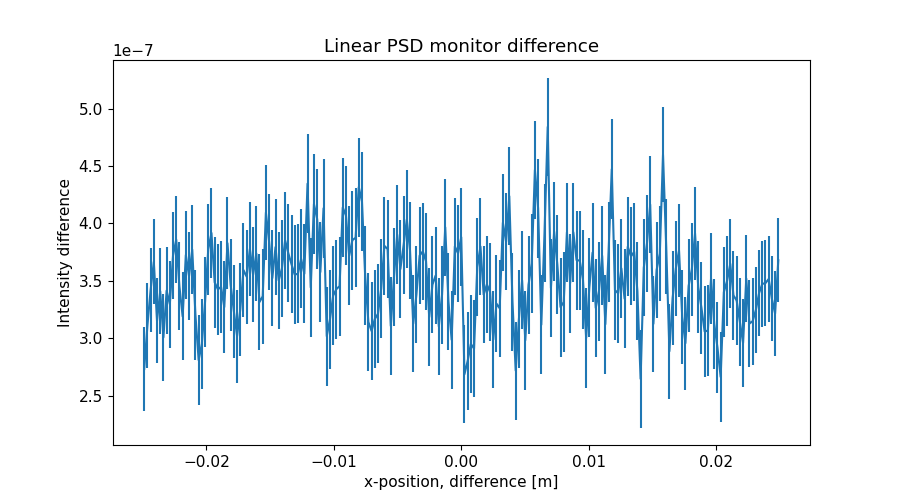 Linear PSD monitor difference
1e−7
5.0
4.5
4.0
3.5
3.0
2.5
Intensity difference
−0.02 −0.01 0.00 0.01 0.02
x-position, difference [m]